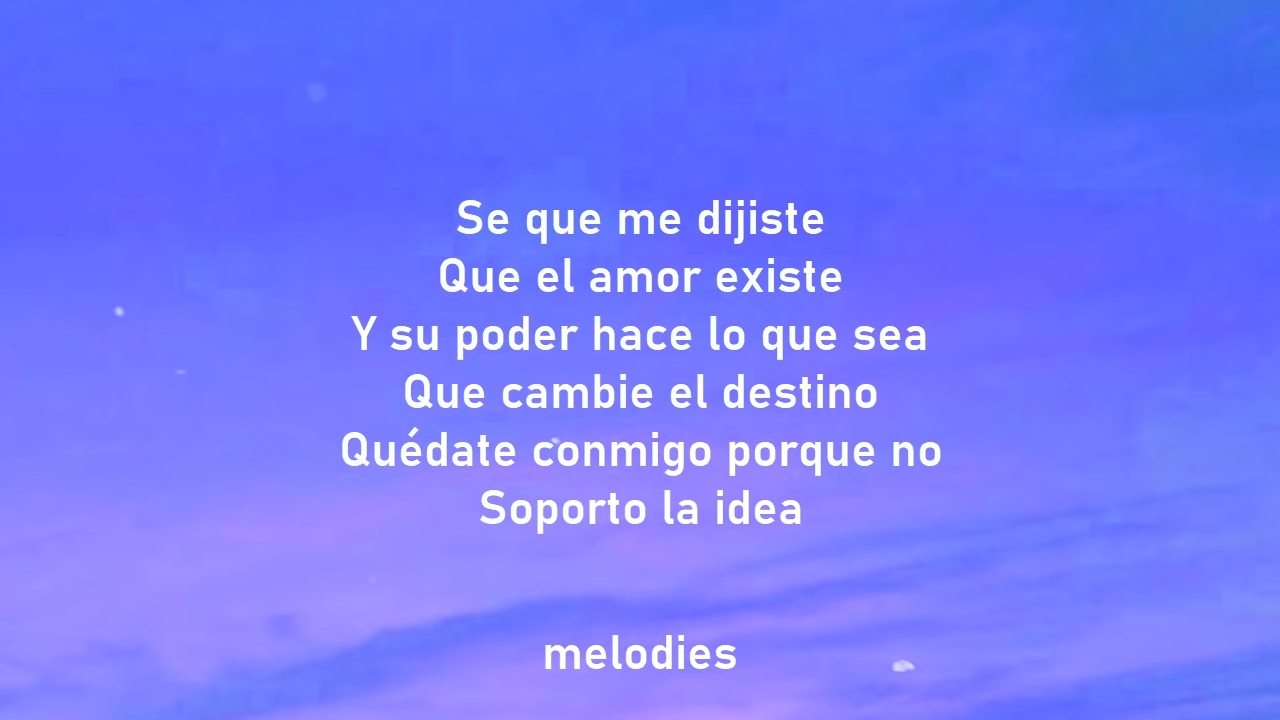 Se que me dijiste
Que el amor existe
Y su poder hace lo que sea
Que cambie el destino
Quédate conmigo porque no
Soporto la idea
melodies